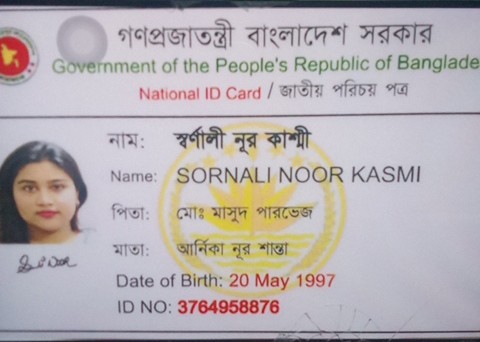 গণপ্রজাতন্ত্রী বাংলাদেশ সরকার
Government of the People's Republic of Banglade
National ID Card / জাতীয় পরিচয় পত্র
নাম: স্বর্ণালী নূর কাশ্মী
Name: SORNALI NOOR KASMI
পিতা: মোঃ মাসুদ পারভেজ
মাতা: আর্নিকা নূর শান্তা
Date of Birth: 20 May 1997
ID NO: 3764958876